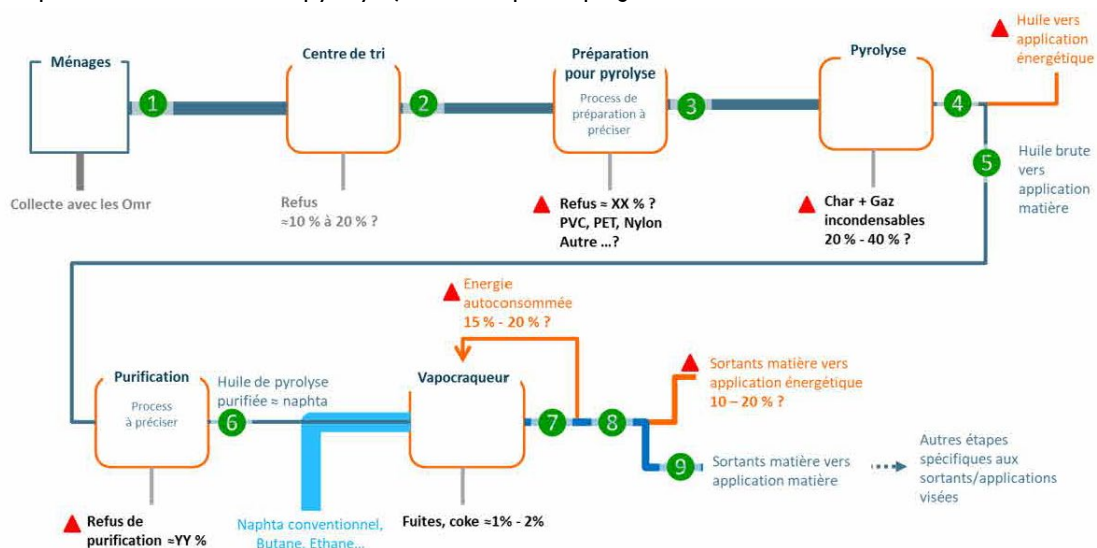 Ménages
Centre de tri
Préparation
pour pyrolyse
Process de
préparation à
préciser
Pyrolyse
Huile vers
application
énergétique
1
2
3
4
5
Huile brute
vers
application
matière
Collecte avec les Omr
Refus
≈10 % à 20 % ?
Refus ≈ XX % ?
PVC, PET, Nylon
Autre ...?
Char + Gaz
incondensables
20 % - 40 % ?
Energie
autoconsommée
15 % - 20 % ?
Purification
Process
à préciser
Huile de pyrolyse
purifiée ≈ naphta
6
Vapocraqueur
7
8
Sortants matière vers
application énergétique
10 – 20 % ?
9
Sortants matière vers
application matière
Autres étapes
spécifiques aux
sortants/applications
visées
Refus de
purification ≈YY %
Naphta conventionnel,
Butane, Ethane...
Fuites, coke ≈1% - 2%